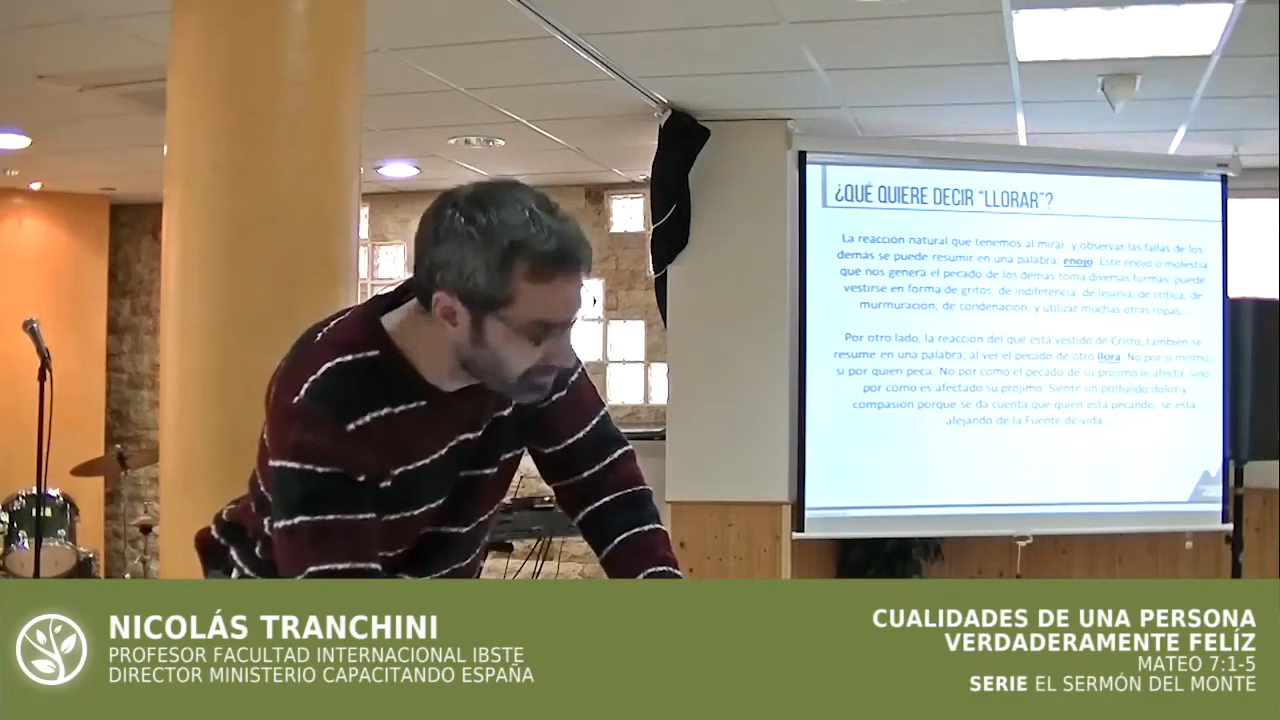 ¿QUÉ QUIERE DECIR "LLORAR"?
La reacción natural que tenemos al mirar y observar las fallas de los
demás se puede resumir en una palabra: enojo. Este enojo o molestia
que nos genera el pecado de los demás toma diversas formas, puede
vestirse en forma de gritos, de indiferencia, de lejanía, de crítica, de
murmuración, de condenación, y utilizar muchas otras ropas...
Por otro lado, la reacción del que está vestido de Cristo, también se
resume en una palabra, al ver el pecado de otro llora. No por si mismo,
si por quien peca. No por cómo el pecado de su prójimo le afecta, sino
por cómo es afectado su prójimo. Siente un profundo dolor y
compasión porque se da cuenta que quien está pecando, se está
alejando de la Fuente de vida...
NICOLÁS TRANCHINI
PROFESOR FACULTAD INTERNACIONAL IBSTE
DIRECTOR MINISTERIO CAPACITANDO ESPAÑA
CUALIDADES DE UNA PERSONA
VERDADERAMENTE FELÍZ
MATEO 7:1-5
SERIE EL SERMÓN DEL MONTE